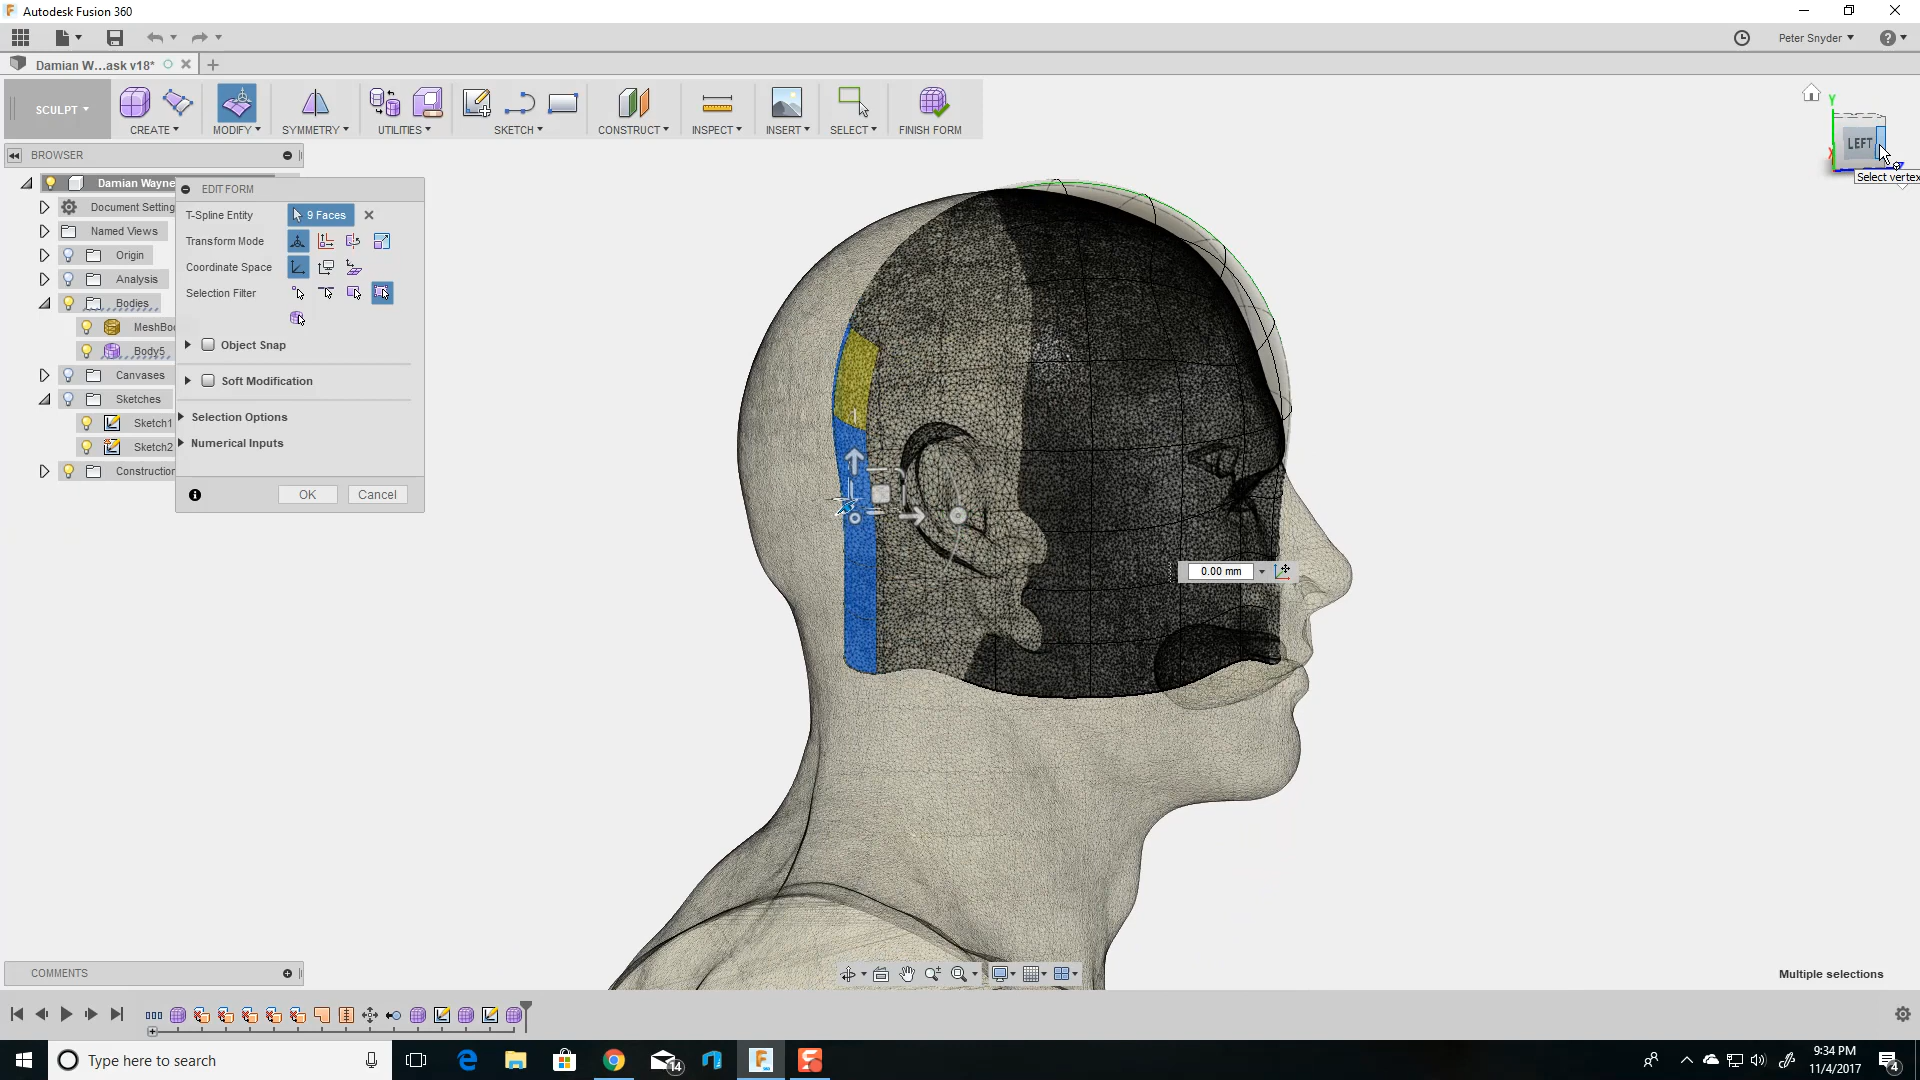 Autodesk Fusion 360
Peter Snyder
Damian W...ask v18*
SCULPT
CREATE
MODIFY
SYMMETRY
UTILITIES
SKETCH
CONSTRUCT
INSPECT
INSERT
SELECT
FINISH FORM
BROWSER
Damian Wayne
Document Setting
Named Views
Origin
Analysis
Bodies
MeshBo
Body5
Canvases
Sketches
Sketch1
Sketch2
Construction
EDIT FORM
T-Spline Entity
9 Faces
Transform Mode
Coordinate Space
Selection Filter
Object Snap
Soft Modification
Selection Options
Numerical Inputs
OK
Cancel
Y
X
LEFT
Select vertex
0.00 mm
COMMENTS
Multiple selections
Type here to search
14
9:34 PM
11/4/2017
4